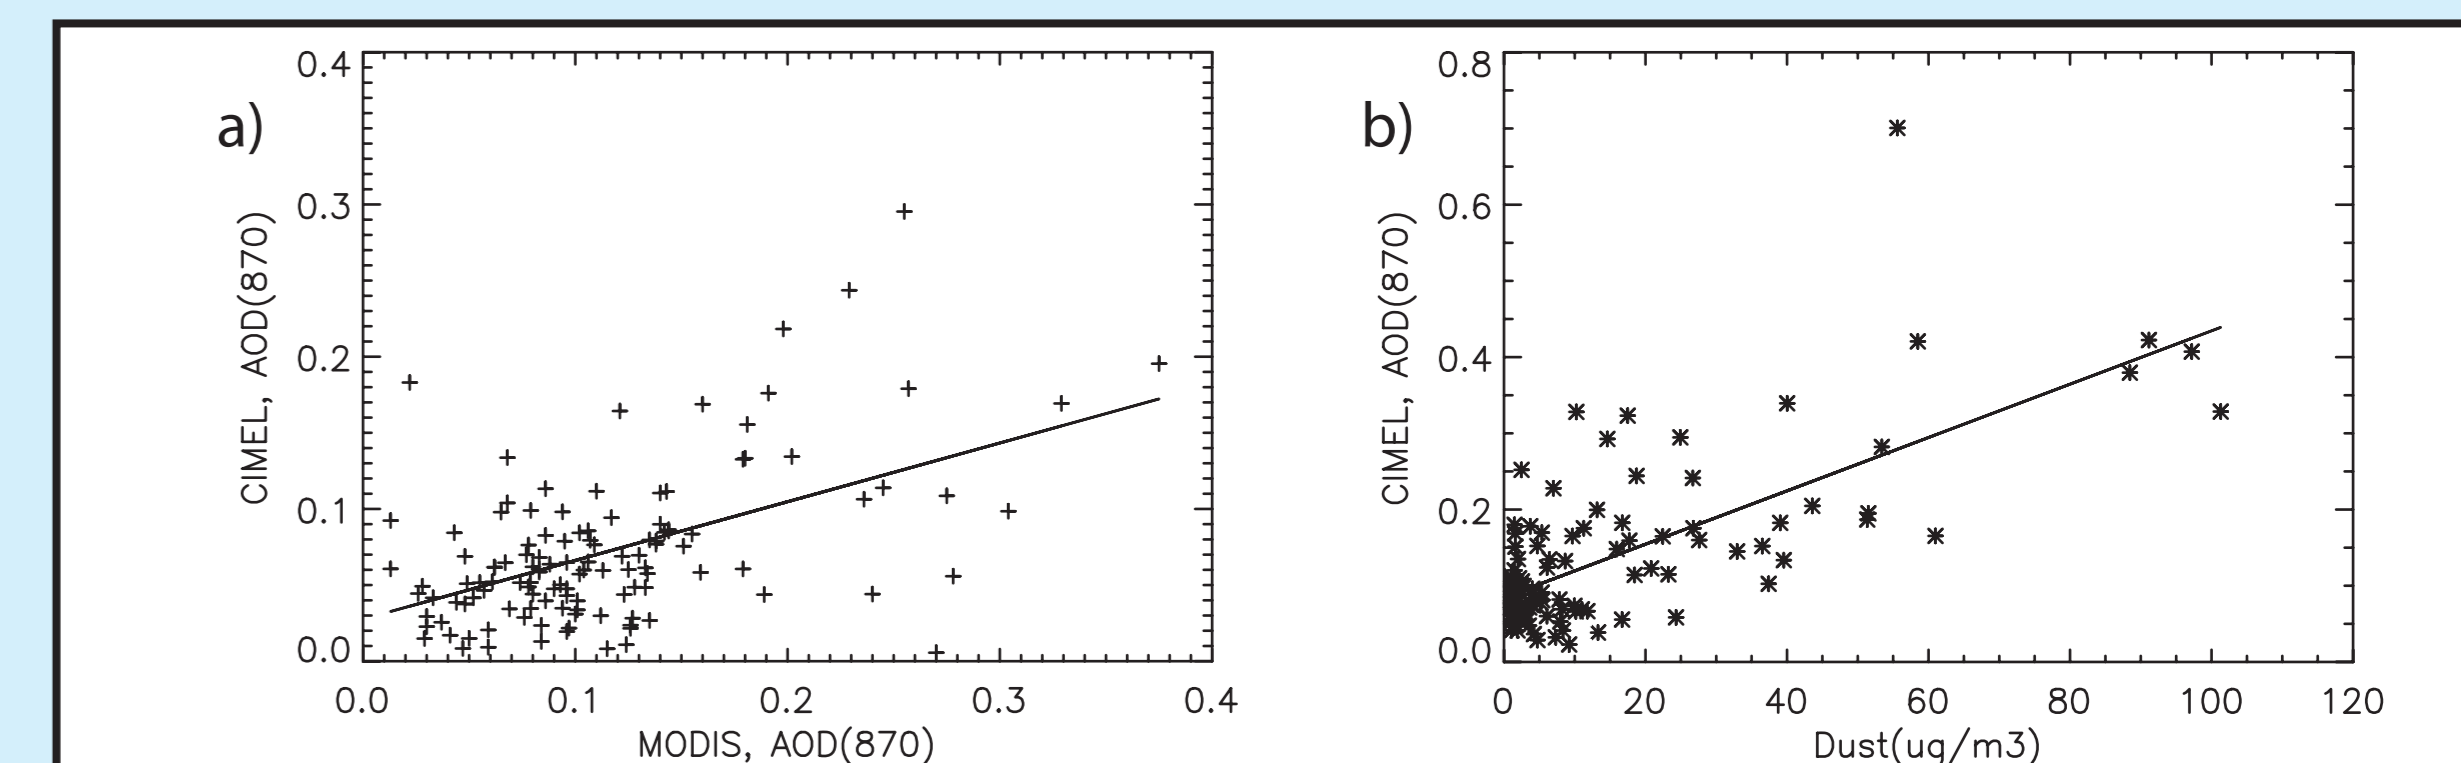 a)
0.4
0.3
0.2
0.1
0.0
CIMEL, AOD(870)
0.0 0.1 0.2 0.3 0.4
MODIS, AOD(870)
b)
0.8
0.6
0.4
0.2
0.0
CIMEL, AOD(870)
0 20 40 60 80 100 120
Dust(ug/m3)